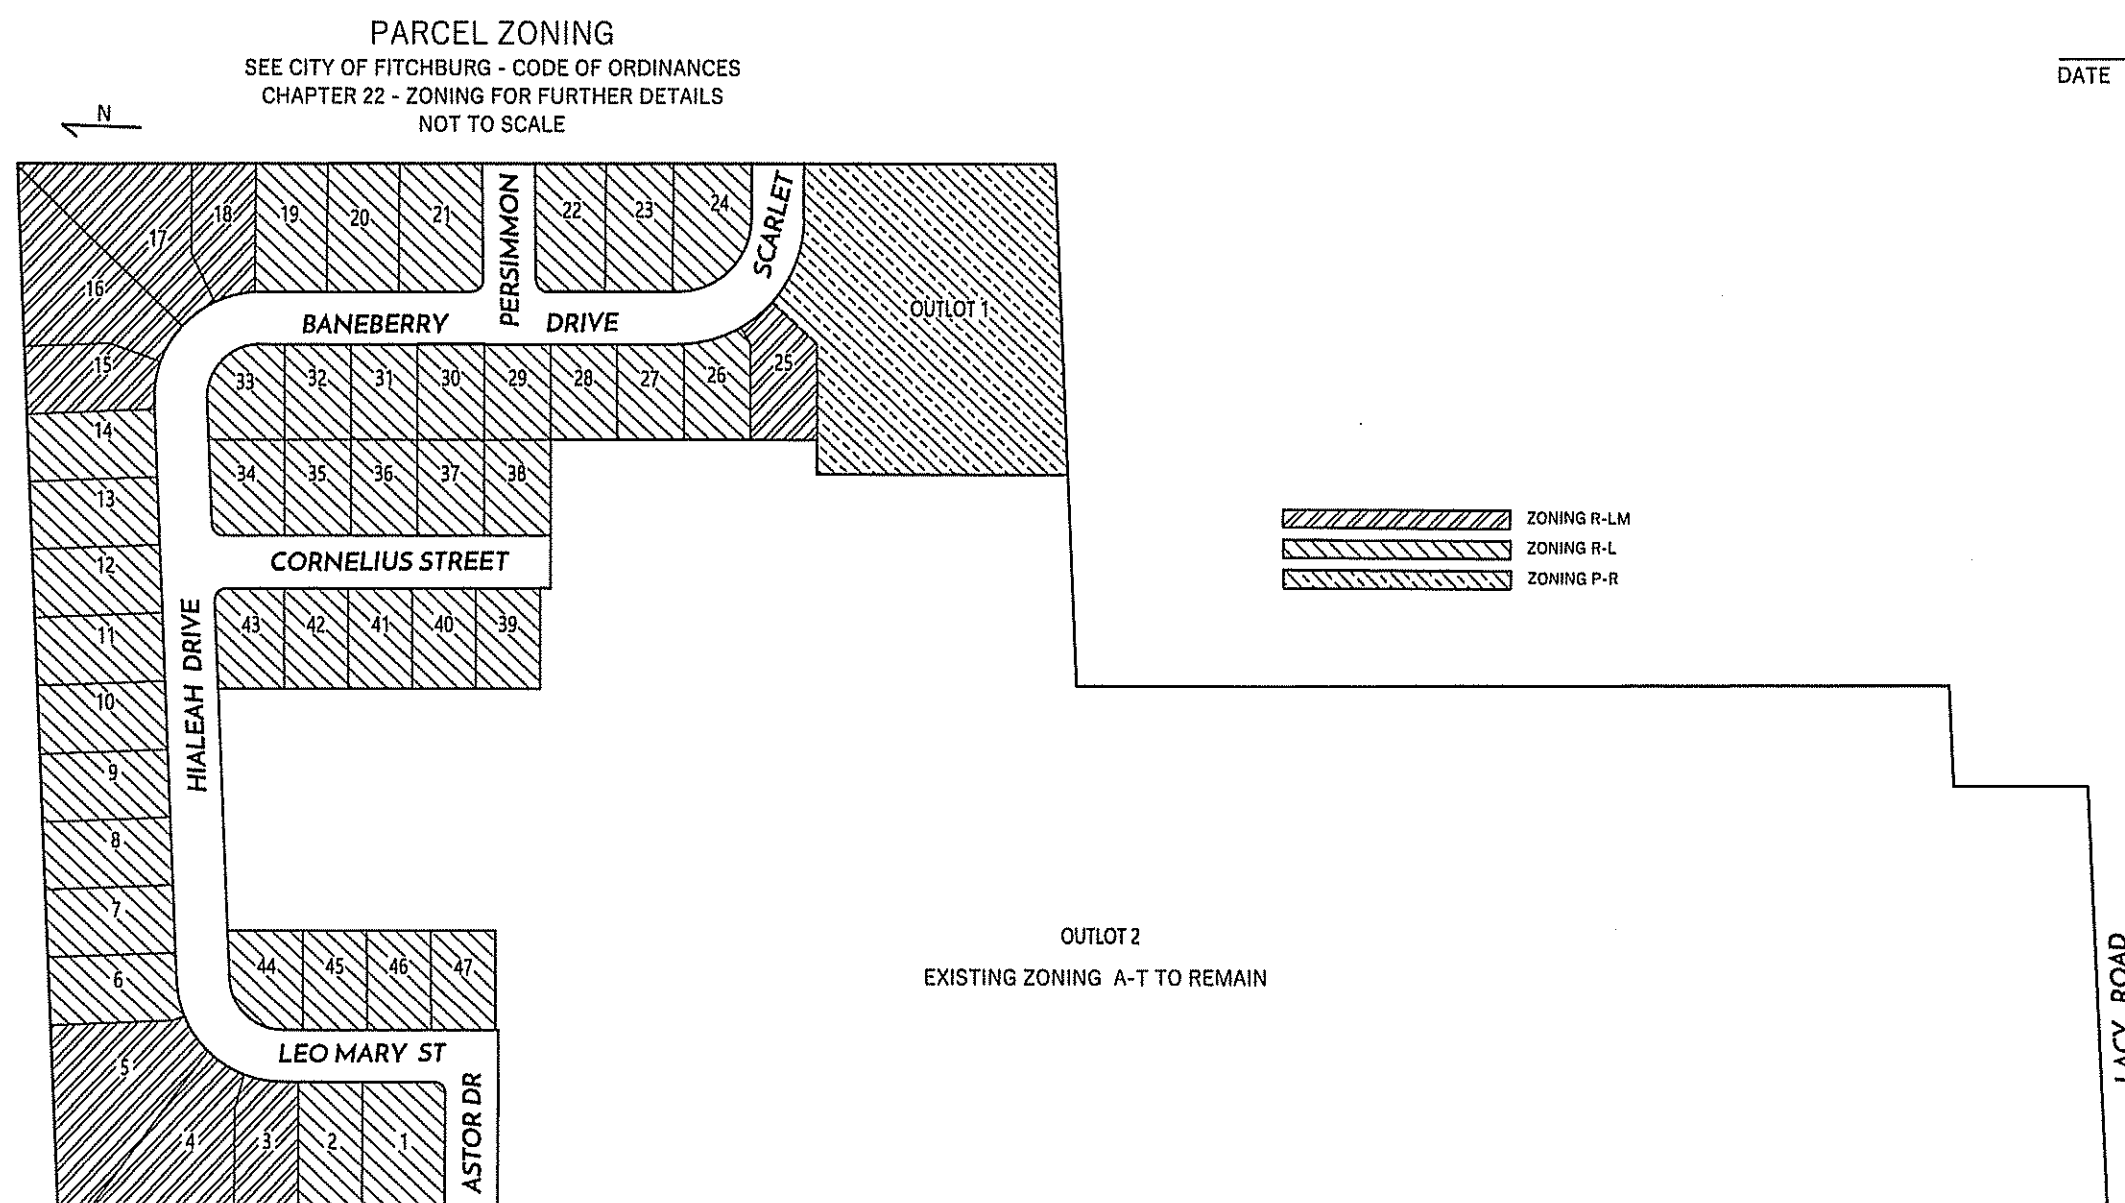 PARCEL ZONING
SEE CITY OF FITCHBURG - CODE OF ORDINANCES
CHAPTER 22 - ZONING FOR FURTHER DETAILS
NOT TO SCALE
DATE
N
18
19
20
21
PERSIMMON
22
23
24
SCARLET
17
16
BANEBERRY DRIVE
OUTLOT 1
15
33
32
31
30
29
28
27
26
25
14
34
35
36
37
38
13
ZONING R-LM
ZONING R-L
ZONING P-R
12
CORNELIUS STREET
11
43
42
41
40
39
HIALEAH DRIVE
10
9
8
7
6
44
45
46
47
OUTLOT 2
EXISTING ZONING A-T TO REMAIN
LACY ROAD
LEO MARY ST
5
4
3
2
1
ASTOR DR